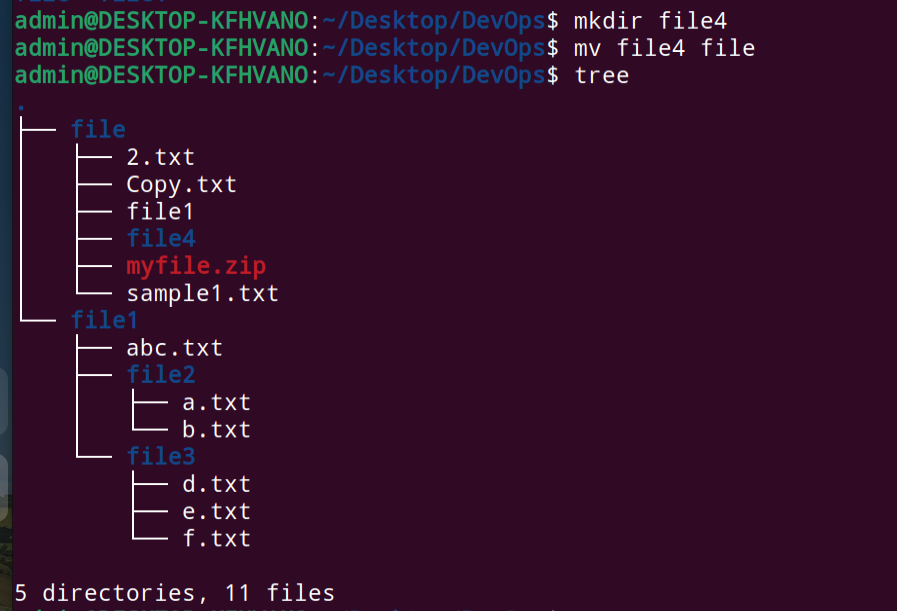 admin@DESKTOP-KFHVANO:~/Desktop/DevOps$ mkdir file4
admin@DESKTOP-KFHVANO:~/Desktop/DevOps$ mv file4 file
admin@DESKTOP-KFHVANO:~/Desktop/DevOps$ tree
.
├── file
│   ├── 2.txt
│   ├── Copy.txt
│   ├── file1
│   ├── file4
│   ├── myfile.zip
│   └── sample1.txt
└── file1
    ├── abc.txt
    ├── file2
    │   ├── a.txt
    │   └── b.txt
    └── file3
        ├── d.txt
        ├── e.txt
        └── f.txt
5 directories, 11 files